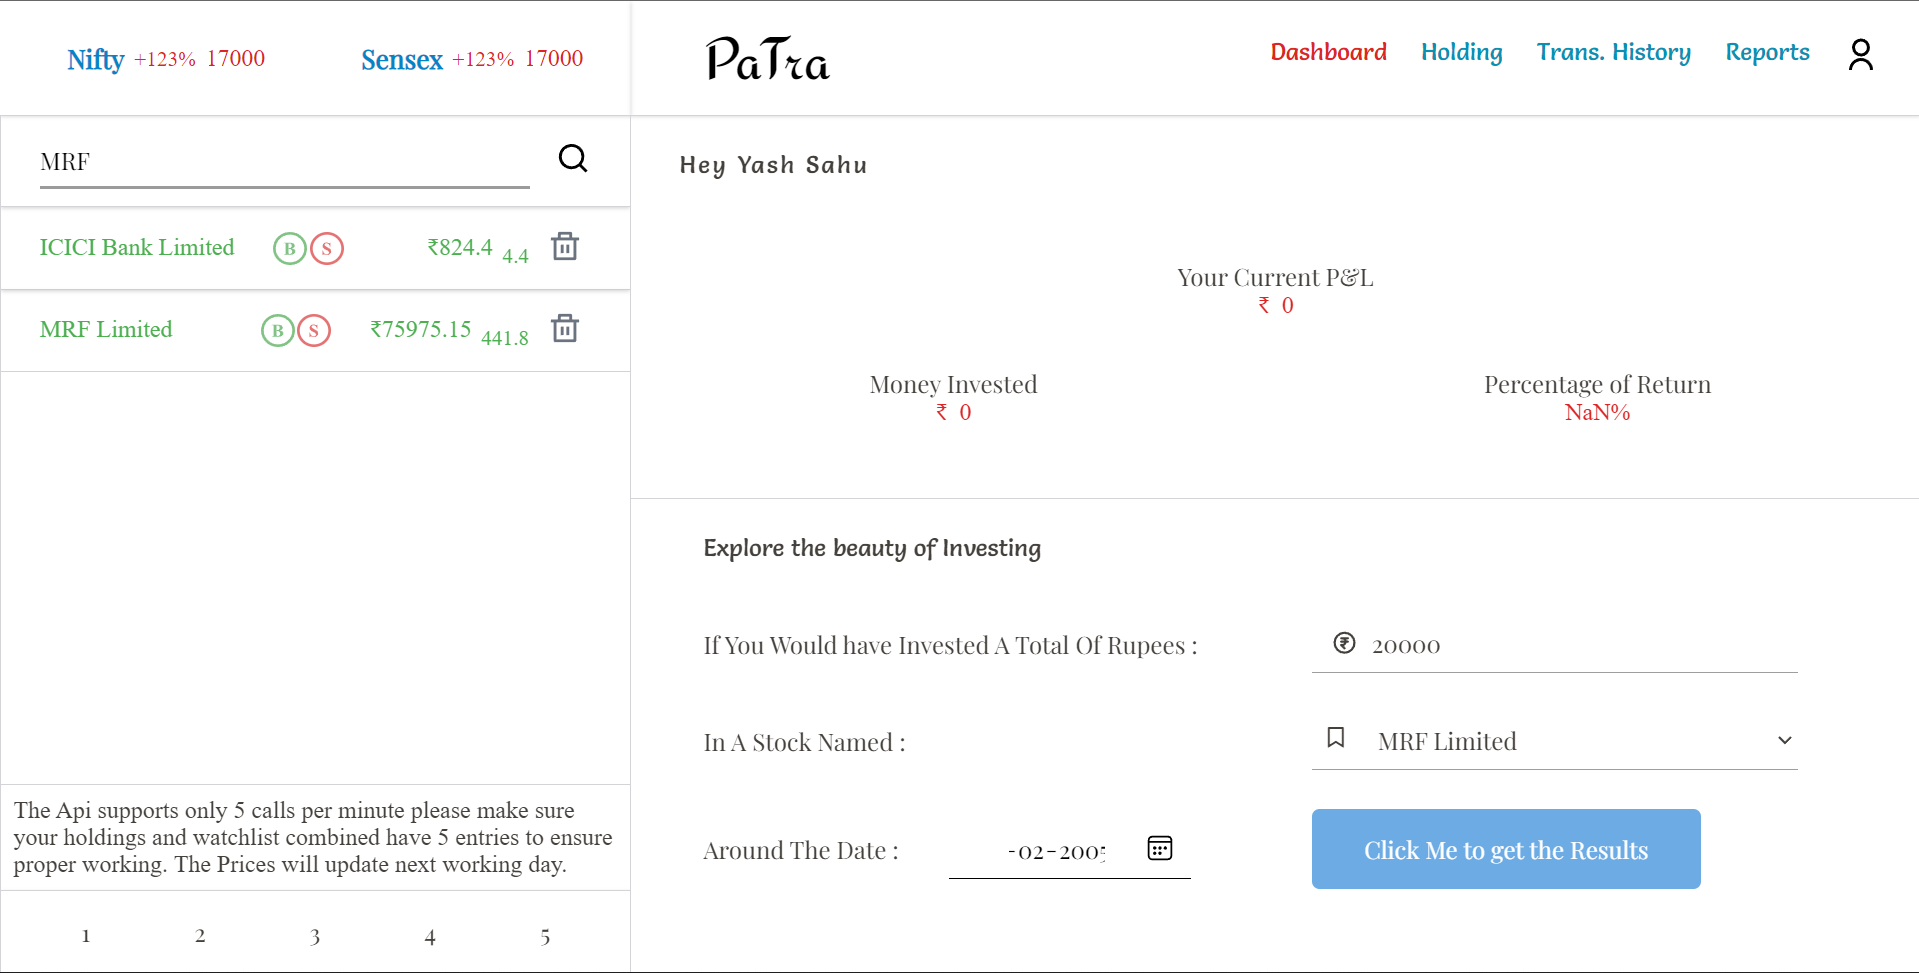 Nifty +123% 17000 Sensex +123% 17000
PaTra
Dashboard Holding Trans. History Reports
MRF
ICICI Bank Limited B S ₹824.4 4.4
MRF Limited B S ₹75975.15 441.8
The Api supports only 5 calls per minute please make sure
your holdings and watchlist combined have 5 entries to ensure
proper working. The Prices will update next working day.
1 2 3 4 5
Hey Yash Sahu
Your Current P&L
₹ 0
Money Invested
₹ 0
Percentage of Return
NaN%
Explore the beauty of Investing
If You Would have Invested A Total Of Rupees : ₹ 20000
In A Stock Named : MRF Limited
Around The Date : -02-2005
Click Me to get the Results